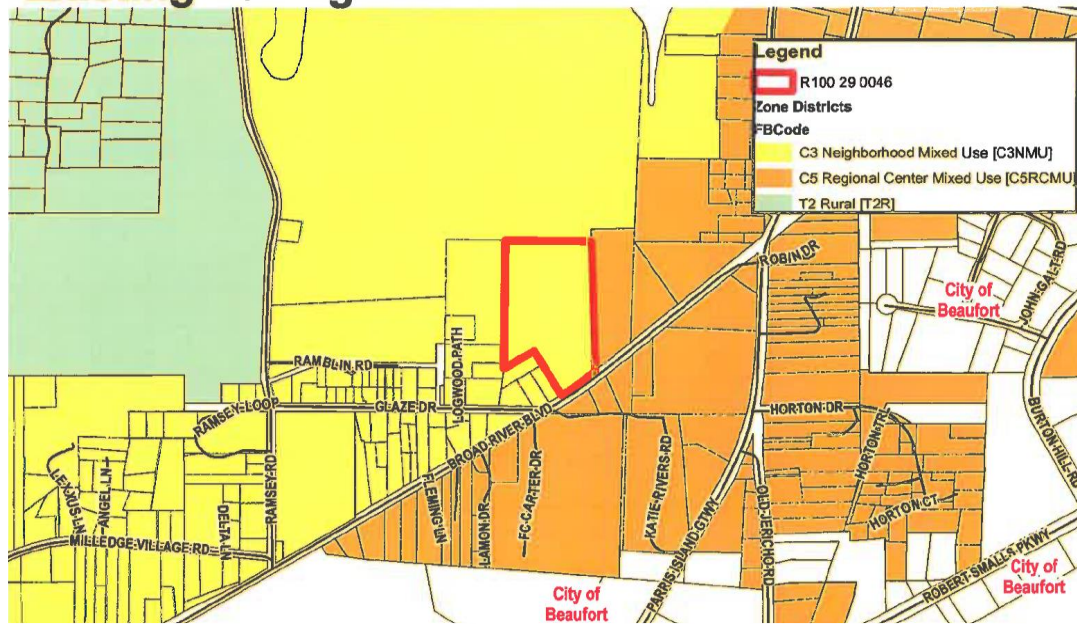 Legend
R100 29 0046
Zone Districts
FBCode
C3 Neighborhood Mixed Use [C3NMU]
C5 Regional Center Mixed Use [C5RCMU]
T2 Rural [T2R]
ROBIN DR
JOHN GALT RD
City of
Beaufort
RAMBLIN RD
LOGWOOD PATH
RAMSEY LOOP
GLAZE DR
BROAD RIVER BLVD
HORTON DR
BURTON HILL RD
LEXXUS LN
ANGEL LN
DELTA LN
RAMSEY RD
FLEMING LN
LAMON DR
FC CARTER DR
KATIE RIVERS RD
HORTON TRL
HORTON CT
MILLEDGE VILLAGE RD
PARRIS ISLAND GTWY
OLD JERICHO RD
ROBERT SMALLS PKWY
City of
Beaufort
City of
Beaufort